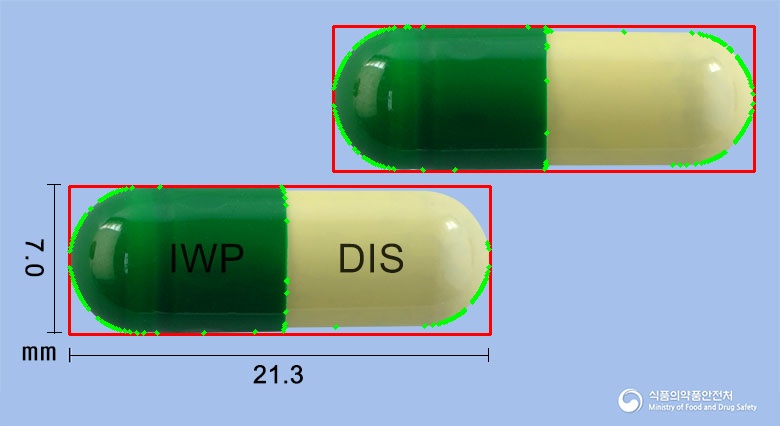 IWP DIS
7.0
mm
21.3
식품의약품안전처
Ministry of Food and Drug Safety